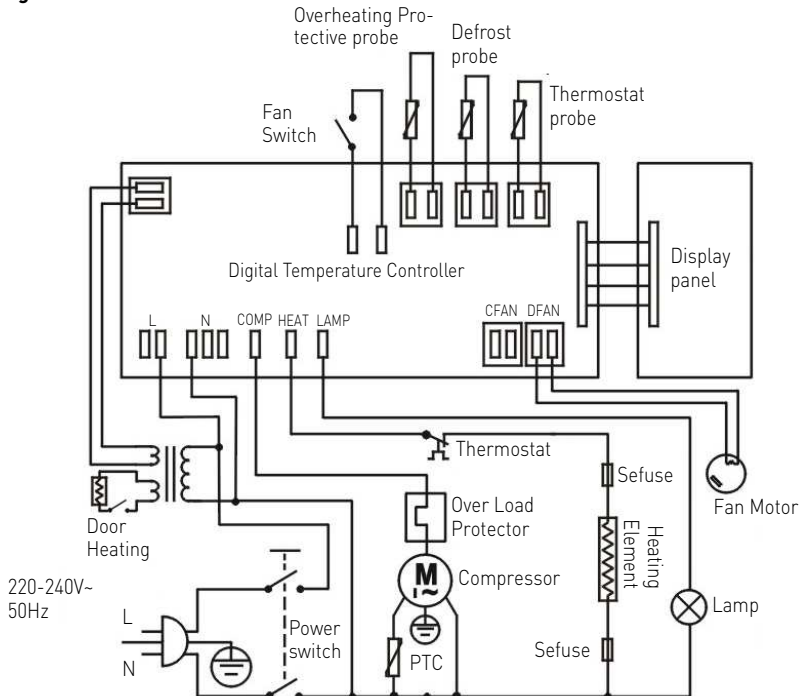 Overheating Pro-
tective probe
Defrost
probe
Thermostat
probe
Fan
Switch
Digital Temperature Controller
Display
panel
L
N
COMP
HEAT
LAMP
CFAN
DFAN
Thermostat
Sefuse
Fan Motor
Over Load
Protector
Heating
Element
Door
Heating
M
~
Compressor
220-240V~
50Hz
L
Power
switch
PTC
Sefuse
Lamp
N